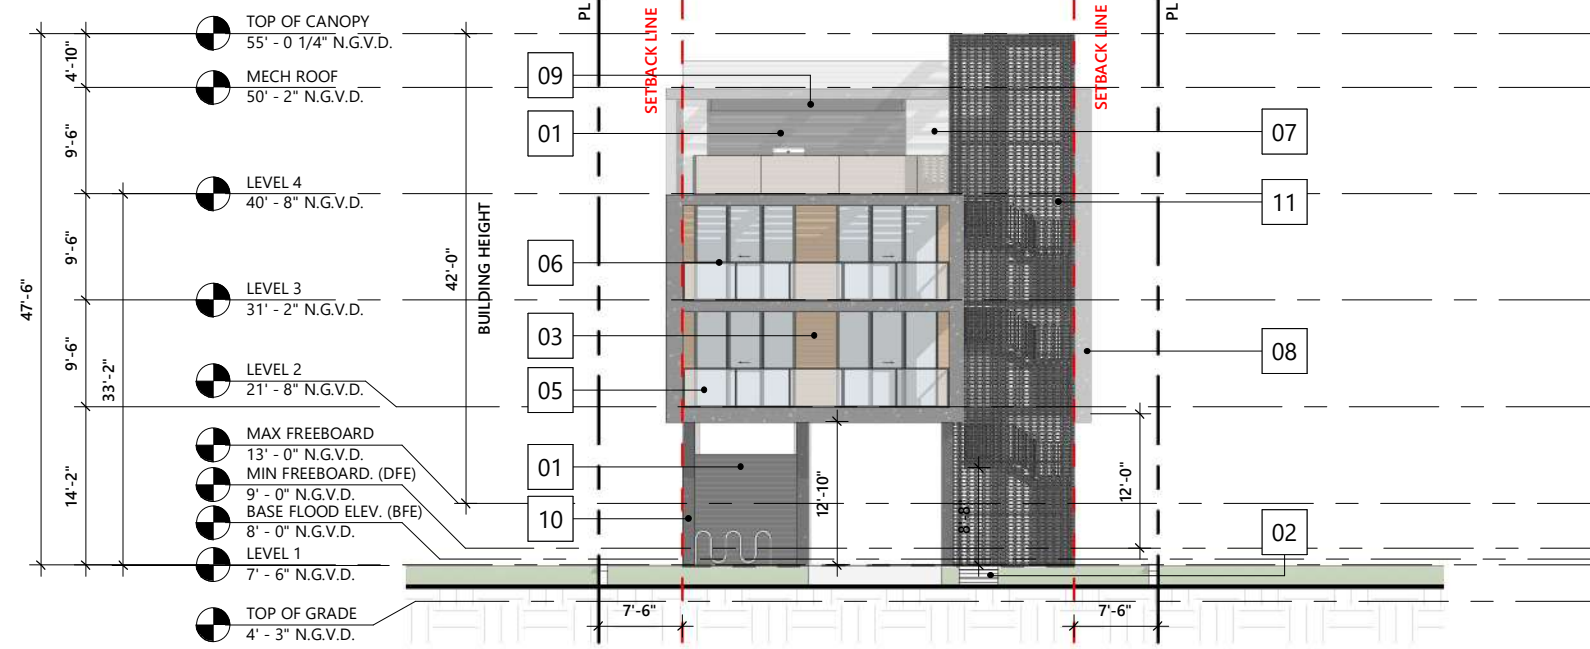 TOP OF CANOPY
55' - 0 1/4" N.G.V.D.
MECH ROOF
50' - 2" N.G.V.D.
LEVEL 4
40' - 8" N.G.V.D.
LEVEL 3
31' - 2" N.G.V.D.
LEVEL 2
21' - 8" N.G.V.D.
MAX FREEBOARD
13' - 0" N.G.V.D.
MIN FREEBOARD. (DFE)
9' - 0" N.G.V.D.
BASE FLOOD ELEV. (BFE)
8' - 0" N.G.V.D.
LEVEL 1
7' - 6" N.G.V.D.
TOP OF GRADE
4' - 3" N.G.V.D.
47'-6"
4'-10"
9'-6"
9'-6"
9'-6"
14'-2"
33'-2"
42'-0"
BUILDING HEIGHT
PL
SETBACK LINE
SETBACK LINE
PL
09
01
06
03
05
01
10
07
11
08
02
12'-10"
8'-8"
12'-0"
7'-6"
7'-6"